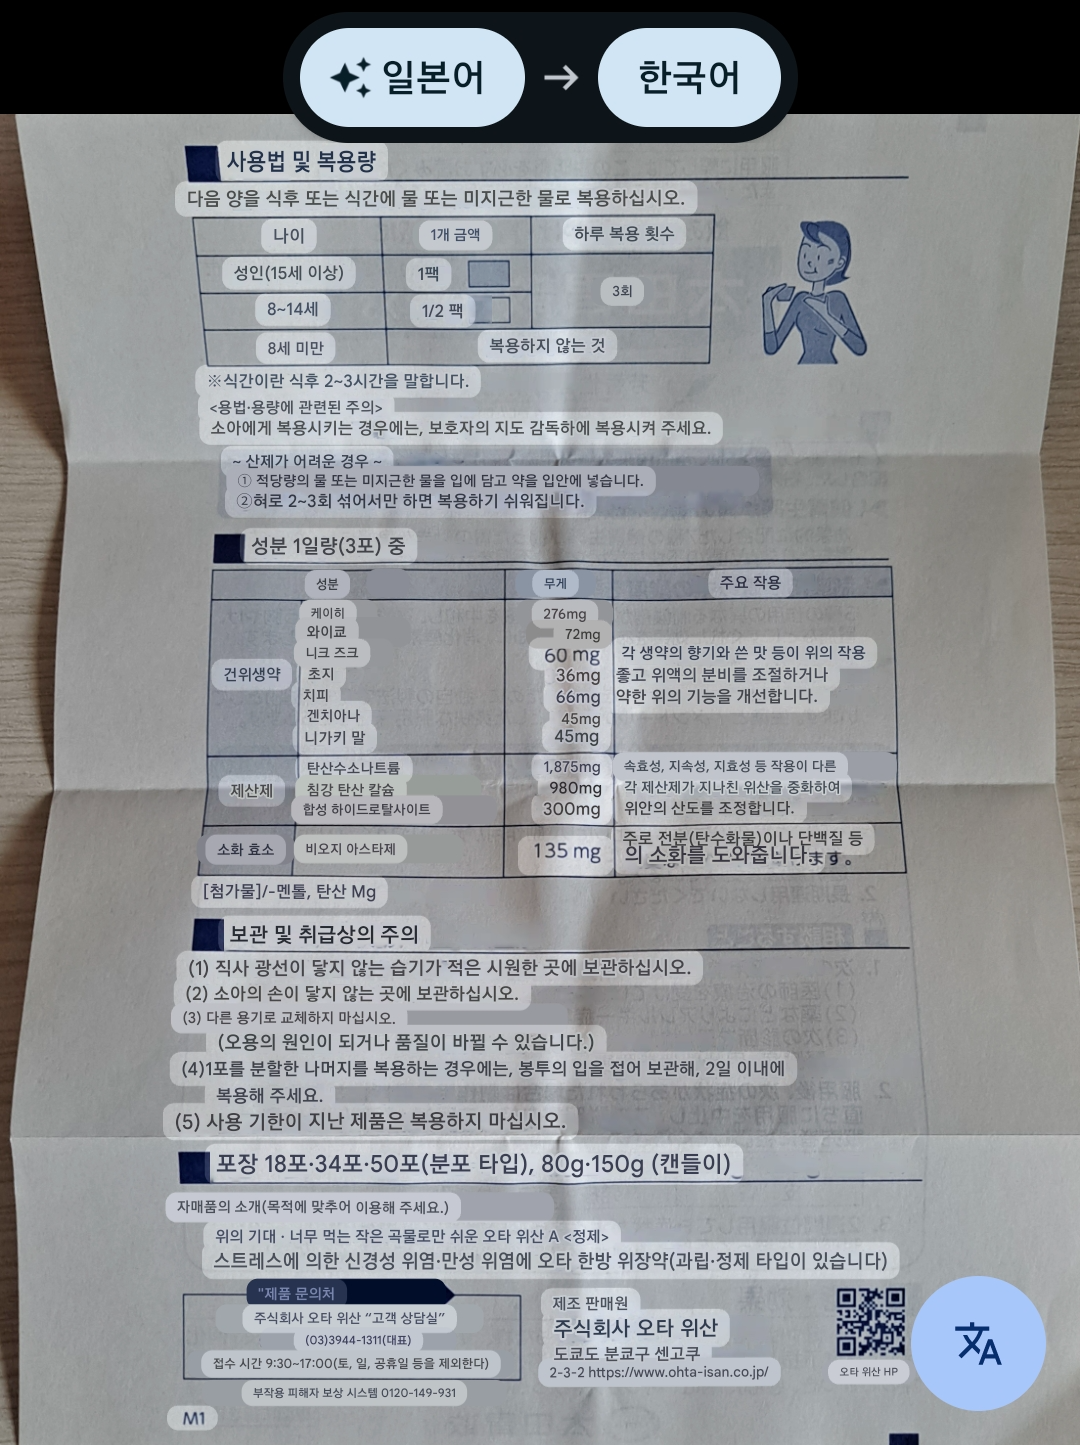 일본어 → 한국어
사용법 및 복용량
다음 양을 식후 또는 식간에 물 또는 미지근한 물로 복용하십시오.
나이 1개 금액 하루 복용 횟수
성인(15세 이상) 1팩
3회
8~14세 1/2 팩
8세 미만 복용하지 않는 것
※식간이란 식후 2~3시간을 말합니다.
<용법·용량에 관련된 주의>
소아에게 복용시키는 경우에는, 보호자의 지도 감독하에 복용시켜 주세요.
~ 산제가 어려운 경우 ~
① 적당량의 물 또는 미지근한 물을 입에 담고 약을 입안에 넣습니다.
②혀로 2~3회 섞어서만 하면 복용하기 쉬워집니다.
성분 1일량(3포) 중
성분 무게 주요 작용
케이히 276mg
와이쿄 72mg
니크 즈크 60 mg 각 생약의 향기와 쓴 맛 등이 위의 작용
건위생약 초지 36mg 좋고 위액의 분비를 조절하거나
치피 66mg 약한 위의 기능을 개선합니다.
겐치아나 45mg
니가키 말 45mg
탄산수소나트륨 1,875mg 속효성, 지속성, 지효성 등 작용이 다른
제산제 침강 탄산 칼슘 980mg 각 제산제가 지나친 위산을 중화하여
합성 하이드로탈사이트 300mg 위안의 산도를 조정합니다.
주로 전분(탄수화물)이나 단백질 등
소화 효소 비오지 아스타제 135 mg 의 소화를 도와줍니다.ます。
[첨가물]/-멘톨, 탄산 Mg
보관 및 취급상의 주의
(1) 직사 광선이 닿지 않는 습기가 적은 시원한 곳에 보관하십시오.
(2) 소아의 손이 닿지 않는 곳에 보관하십시오.
(3) 다른 용기로 교체하지 마십시오.
(오용의 원인이 되거나 품질이 바뀔 수 있습니다.)
(4)1포를 분할한 나머지를 복용하는 경우에는, 봉투의 입을 접어 보관해, 2일 이내에
복용해 주세요.
(5) 사용 기한이 지난 제품은 복용하지 마십시오.
포장 18포·34포·50포(분포 타입), 80g·150g (캔들이)
자매품의 소개(목적에 맞추어 이용해 주세요.)
위의 기대 · 너무 먹는 작은 곡물로만 쉬운 오타 위산 A <정제>
스트레스에 의한 신경성 위염·만성 위염에 오타 한방 위장약(과립·정제 타입이 있습니다)
"제품 문의처
주식회사 오타 위산 “고객 상담실”
(03)3944-1311(대표)
접수 시간 9:30~17:00(토, 일, 공휴일 등을 제외한다)
부작용 피해자 보상 시스템 0120-149-931
제조 판매원
주식회사 오타 위산
도쿄도 분쿄구 센고쿠
2-3-2 https://www.ohta-isan.co.jp/
오타 위산 HP
M1